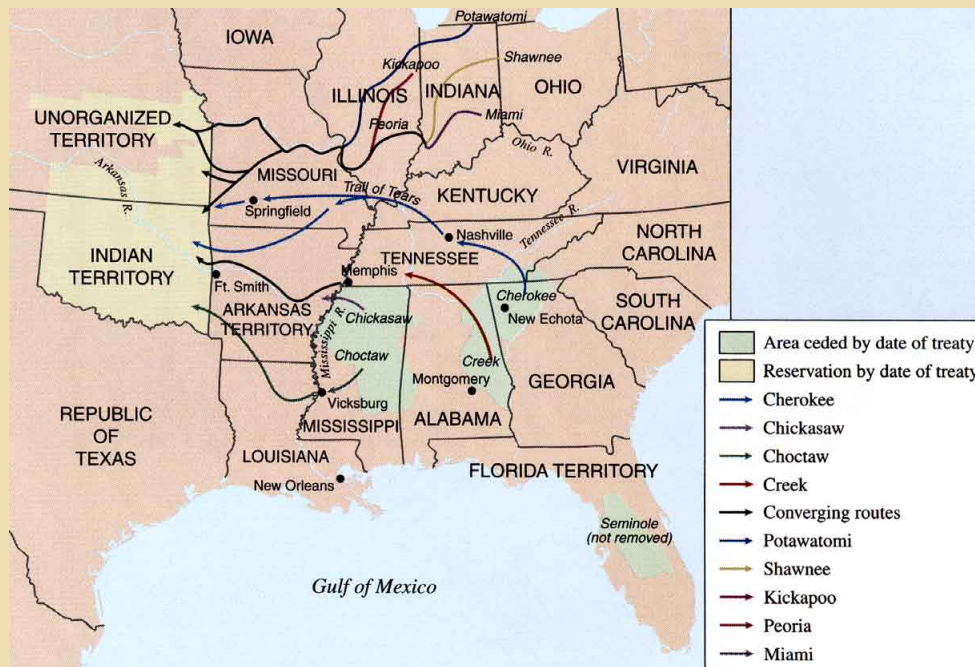 Potawatomi
IOWA
Kickapoo
Shawnee
ILLINOIS
INDIANA
OHIO
UNORGANIZED
TERRITORY
Peoria
Miami
Ohio R.
Arkansas R.
MISSOURI
VIRGINIA
KENTUCKY
Trail of Tears
Springfield
Tennessee R.
Nashville
NORTH
CAROLINA
INDIAN
TERRITORY
TENNESSEE
Ft. Smith
Memphis
Cherokee
New Echota
SOUTH
CAROLINA
ARKANSAS
TERRITORY
Mississippi R.
Chickasaw
Choctaw
Creek
Montgomery
GEORGIA
REPUBLIC
OF
TEXAS
Vicksburg
MISSISSIPPI
ALABAMA
LOUISIANA
New Orleans
FLORIDA TERRITORY
Seminole
(not removed)
Gulf of Mexico
Area ceded by date of treaty
Reservation by date of treaty
Cherokee
Chickasaw
Choctaw
Creek
Converging routes
Potawatomi
Shawnee
Kickapoo
Peoria
Miami